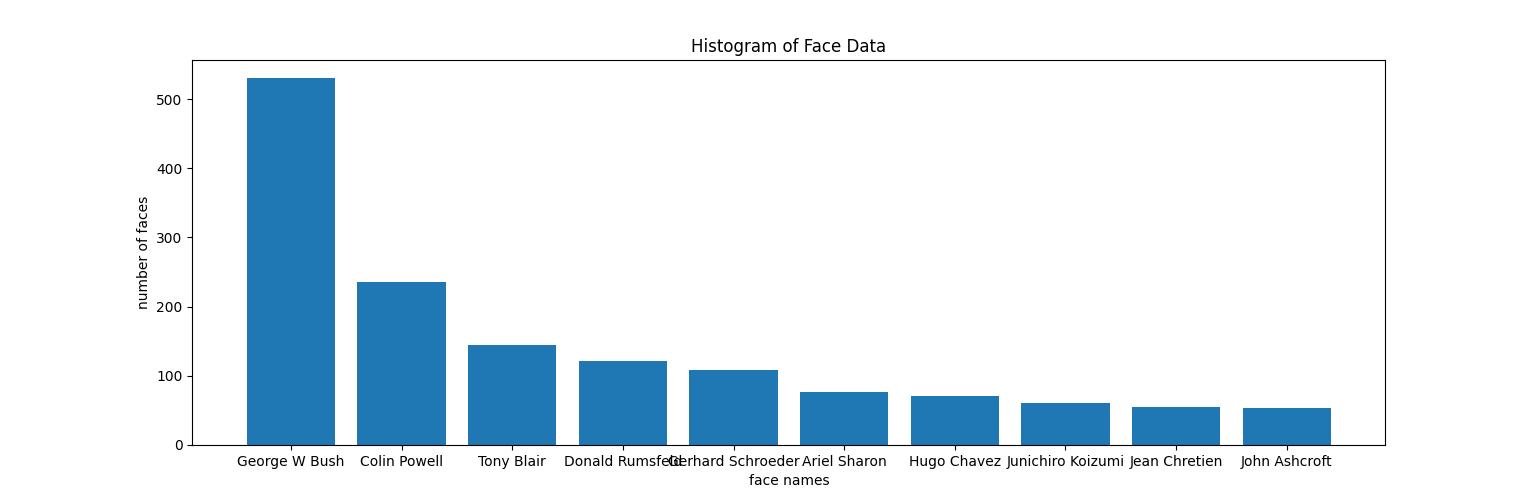 Histogram of Face Data
number of faces
500
400
300
200
100
0
George W Bush Colin Powell Tony Blair Donald Rumsfeld Gerhard Schroeder Ariel Sharon Hugo Chavez Junichiro Koizumi Jean Chretien John Ashcroft
face names